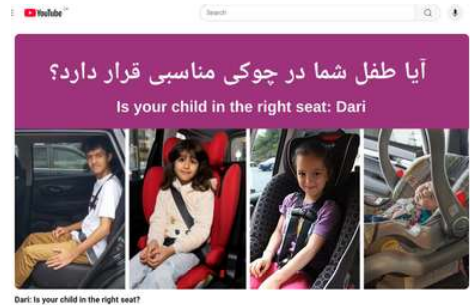 YouTube CA
Search
آیا طفل شما در چوکی مناسبی قرار دارد؟
Is your child in the right seat: Dari
Dari: Is your child in the right seat?